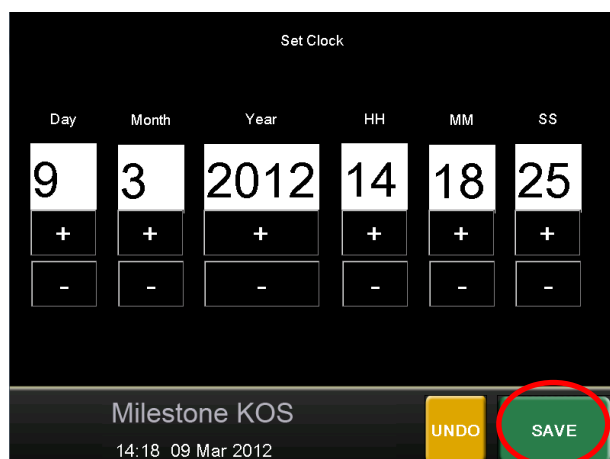 Set Clock
Day Month Year HH MM SS
9 3 2012 14 18 25
+ + + + + +
- - - - - -
Milestone KOS
UNDO SAVE
14:18 09 Mar 2012